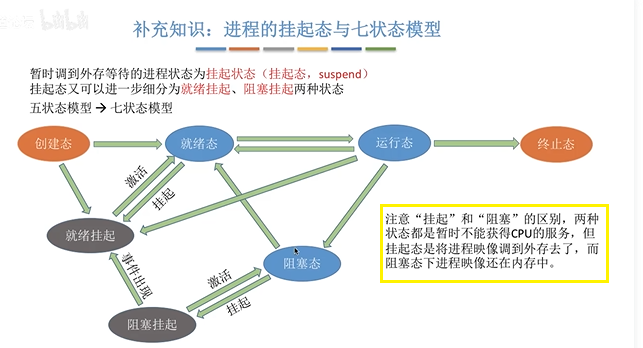 补充知识：进程的挂起态与七状态模型
暂时调到外存等待的进程状态为挂起状态（挂起态，suspend）
挂起态又可以进一步细分为就绪挂起、阻塞挂起两种状态
五状态模型→七状态模型
创建态
就绪态
运行态
终止态
激活
挂起
就绪挂起
注意“挂起”和“阻塞”的区别，两种
状态都是暂时不能获得CPU的服务，但
挂起态是将进程映像调到外存去了，而
阻塞态下进程映像还在内存中。
事件出现
阻塞态
激活
挂起
阻塞挂起